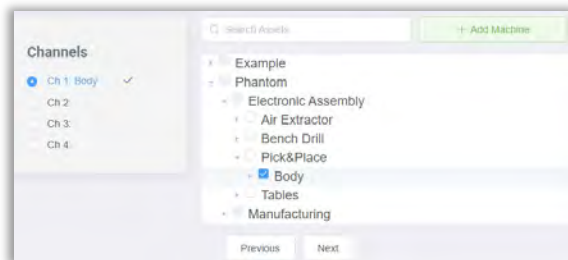 Channels
Ch 1: Body
Ch 2
Ch 3
Ch 4
Search Assets
+ Add Machine
Example
Phantom
Electronic Assembly
Air Extractor
Bench Drill
Pick&Place
Body
Tables
Manufacturing
Previous
Next